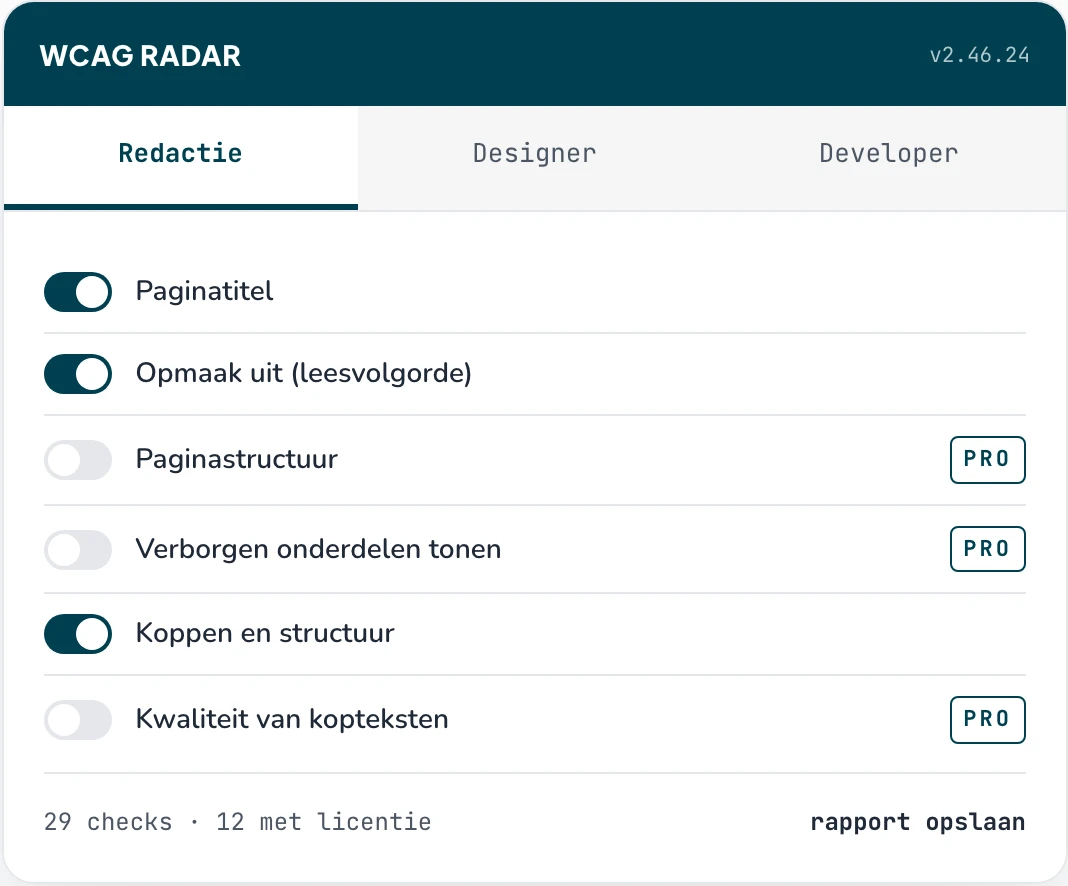 WCAG RADAR
v2.46.24
Redactie
Designer
Developer
Paginatitel
Opmaak uit (leesvolgorde)
Paginastructuur
PRO
Verborgen onderdelen tonen
PRO
Koppen en structuur
Kwaliteit van kopteksten
PRO
29 checks · 12 met licentie
rapport opslaan